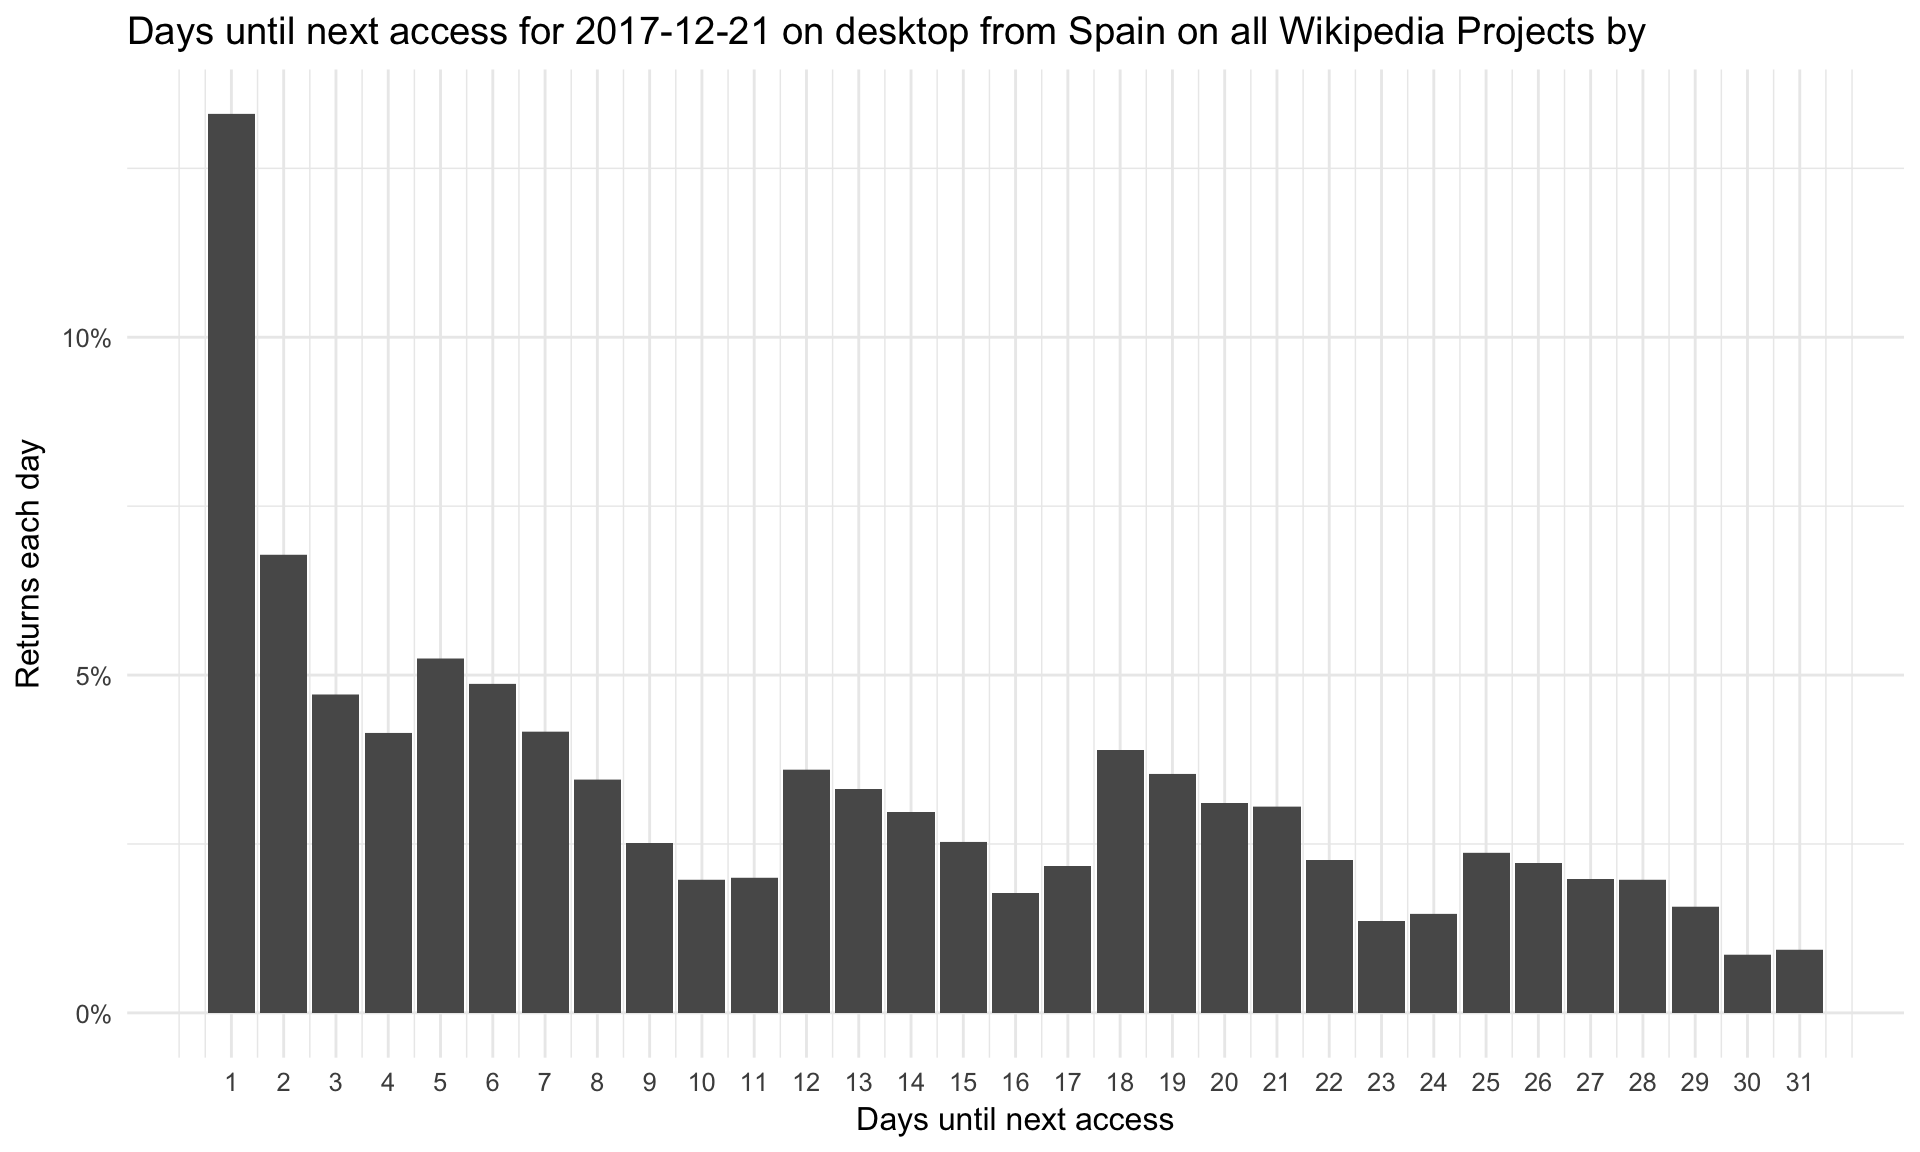 Days until next access for 2017-12-21 on desktop from Spain on all Wikipedia Projects by
Returns each day
10%
5%
0%
1 2 3 4 5 6 7 8 9 10 11 12 13 14 15 16 17 18 19 20 21 22 23 24 25 26 27 28 29 30 31
Days until next access